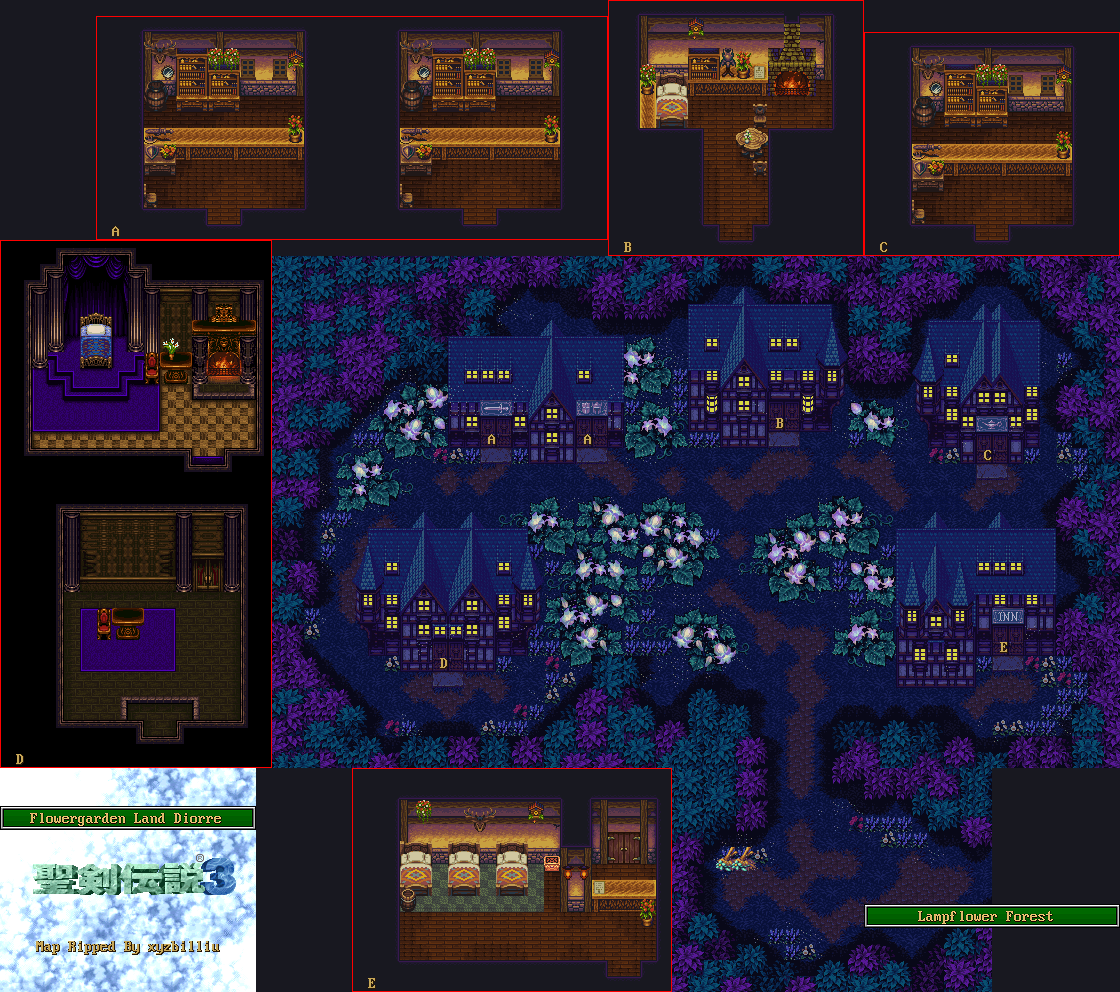 A
B
C
A
A
B
C
D
INN
E
D
Flowergarden Land Diorre
聖剣伝説3
®
Map Ripped By xyzbilliu
E
Lampflower Forest